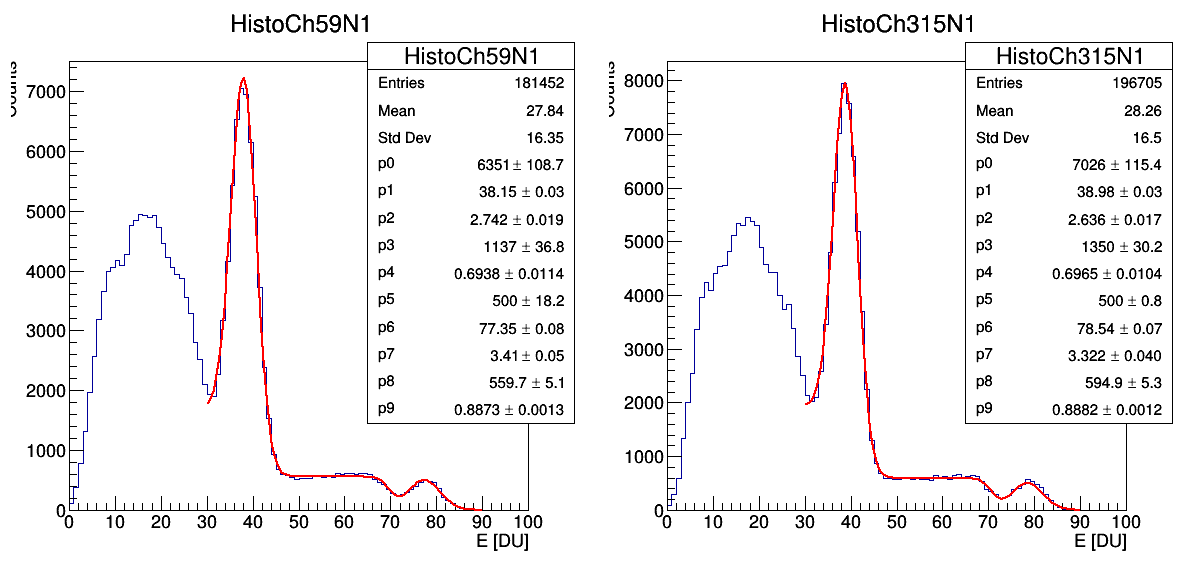 HistoCh59N1
HistoCh59N1
Entries 181452
Mean 27.84
Std Dev 16.35
p0 6351 ± 108.7
p1 38.15 ± 0.03
p2 2.742 ± 0.019
p3 1137 ± 36.8
p4 0.6938 ± 0.0114
p5 500 ± 18.2
p6 77.35 ± 0.08
p7 3.41 ± 0.05
p8 559.7 ± 5.1
p9 0.8873 ± 0.0013
7000
6000
5000
4000
3000
2000
1000
0
0 10 20 30 40 50 60 70 80 90 100
E [DU]
HistoCh315N1
HistoCh315N1
Entries 196705
Mean 28.26
Std Dev 16.5
p0 7026 ± 115.4
p1 38.98 ± 0.03
p2 2.636 ± 0.017
p3 1350 ± 30.2
p4 0.6965 ± 0.0104
p5 500 ± 0.8
p6 78.54 ± 0.07
p7 3.322 ± 0.040
p8 594.9 ± 5.3
p9 0.8882 ± 0.0012
8000
7000
6000
5000
4000
3000
2000
1000
0
0 10 20 30 40 50 60 70 80 90 100
E [DU]